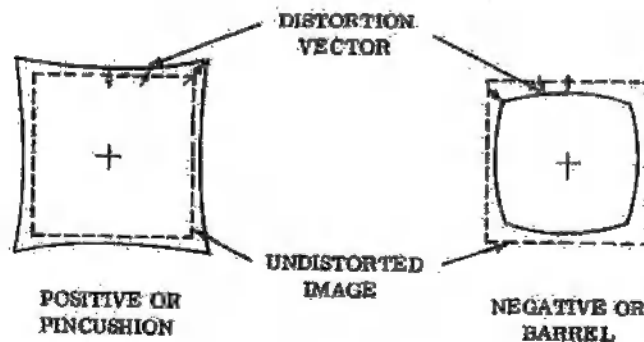 DISTORTION
VECTOR
UNDISTORTED
IMAGE
POSITIVE OR
PINCUSHION
NEGATIVE OR
BARREL